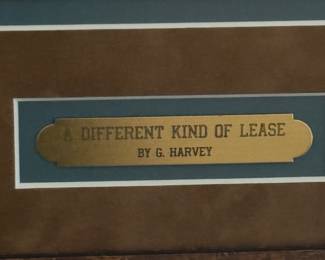 A DIFFERENT KIND OF LEASE
BY G. HARVEY